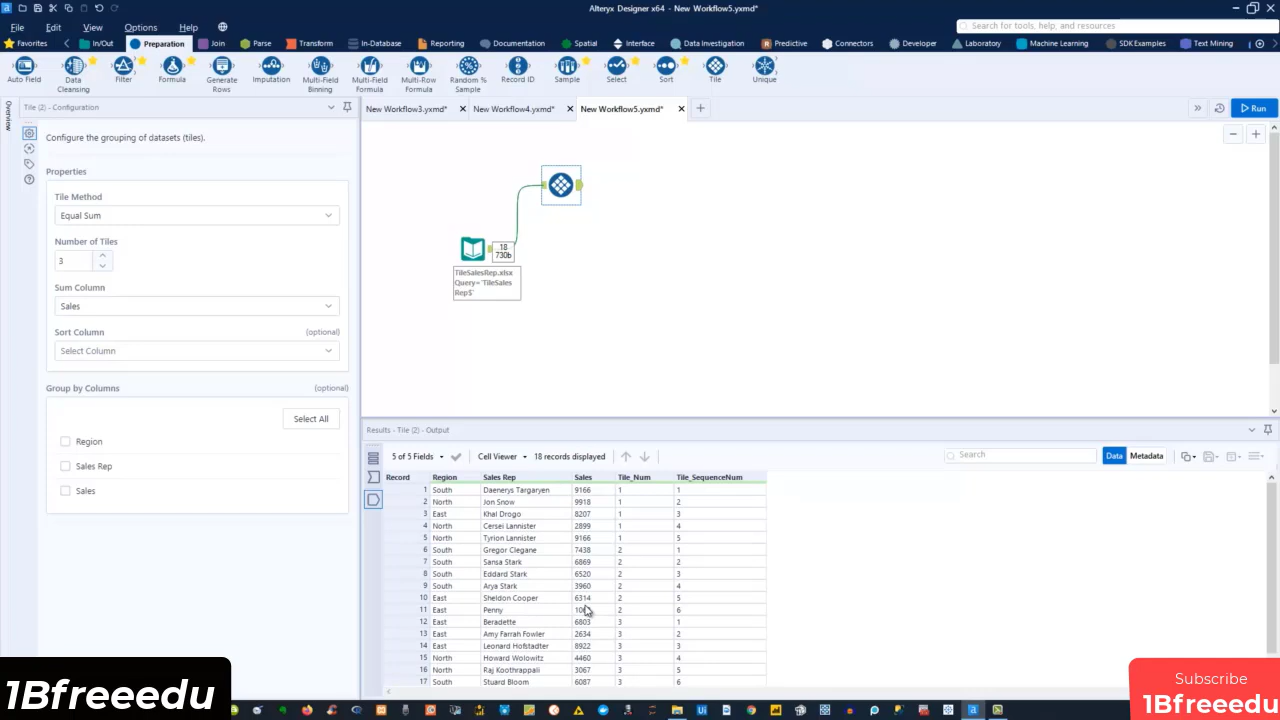 Alteryx Designer x64 - New Workflow5.yxmd*
File Edit View Options Help
Search for tools, help, and resources
Favorites In/Out Preparation Join Parse Transform In-Database Reporting Documentation Spatial Interface Data Investigation Predictive Connectors Developer Laboratory Machine Learning SDK Examples Text Mining
Auto Field Data Cleansing Filter Formula Generate Rows Imputation Multi-Field Binning Multi-Field Formula Multi-Row Formula Random % Sample Record ID Sample Select Sort Tile Unique
Overview
Tile (2) - Configuration
New Workflow3.yxmd* New Workflow4.yxmd* New Workflow5.yxmd*
Run
Configure the grouping of datasets (tiles).
Properties
Tile Method
Equal Sum
Number of Tiles
3
Sum Column
Sales
Sort Column (optional)
Select Column
Group by Columns (optional)
Select All
Region
Sales Rep
Sales
18
730b
TileSalesRep.xlsx
Query=`TileSales
Rep$`
Results - Tile (2) - Output
5 of 5 Fields Cell Viewer 18 records displayed Search Data Metadata
Record Region Sales Rep Sales Tile_Num Tile_SequenceNum
1 South Daenerys Targaryen 9166 1 1
2 North Jon Snow 9918 1 2
3 East Khal Drogo 8207 1 3
4 North Cersei Lannister 2899 1 4
5 North Tyrion Lannister 9166 1 5
6 South Gregor Clegane 7438 2 1
7 South Sansa Stark 6869 2 2
8 South Eddard Stark 6520 2 3
9 South Arya Stark 3960 2 4
10 East Sheldon Cooper 6314 2 5
11 East Penny 2 6
12 East Beradette 6803 3 1
13 East Amy Farrah Fowler 2634 3 2
14 East Leonard Hofstadter 8922 3 3
15 North Howard Wolowitz 4460 3 4
16 North Raj Koothrappali 3067 3 5
17 South Stuard Bloom 6087 3 6
1Bfreeedu
Subscribe
1Bfreeedu